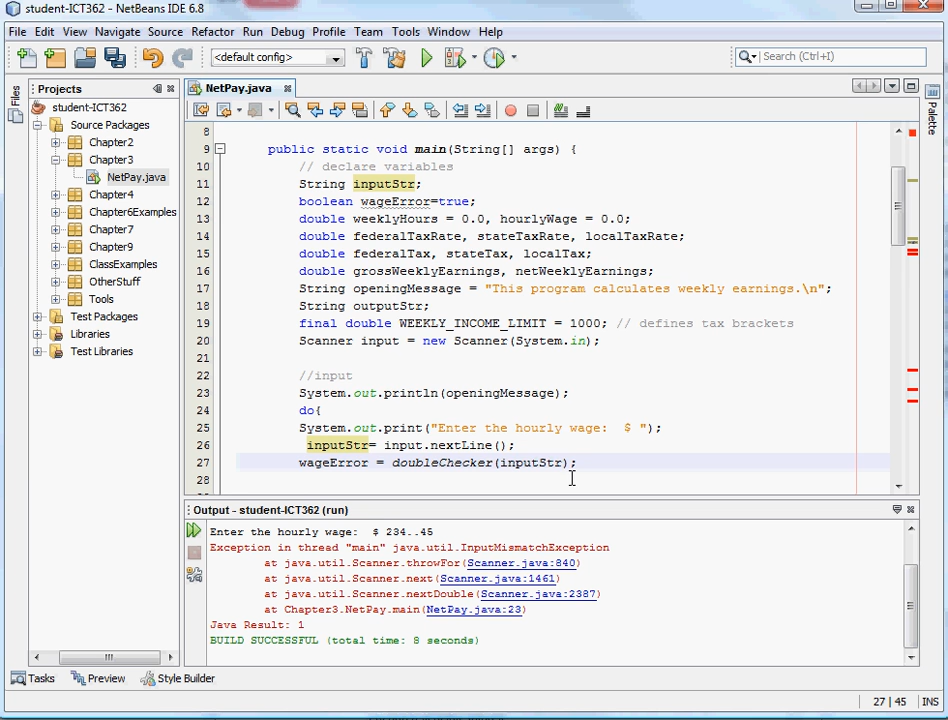 student-ICT362 - NetBeans IDE 6.8
File Edit View Navigate Source Refactor Run Debug Profile Team Tools Window Help
<default config> Search (Ctrl+I)
Files
Projects
student-ICT362
Source Packages
Chapter2
Chapter3
NetPay.java
Chapter4
Chapter6Examples
Chapter7
Chapter9
ClassExamples
OtherStuff
Tools
Test Packages
Libraries
Test Libraries
NetPay.java
Palette
8
9 public static void main(String[] args) {
10 // declare variables
11 String inputStr;
12 boolean wageError=true;
13 double weeklyHours = 0.0, hourlyWage = 0.0;
14 double federalTaxRate, stateTaxRate, localTaxRate;
15 double federalTax, stateTax, localTax;
16 double grossWeeklyEarnings, netWeeklyEarnings;
17 String openingMessage = "This program calculates weekly earnings.\n";
18 String outputStr;
19 final double WEEKLY_INCOME_LIMIT = 1000; // defines tax brackets
20 Scanner input = new Scanner(System.in);
21
22 //input
23 System.out.println(openingMessage);
24 do{
25 System.out.print("Enter the hourly wage:  $ ");
26 inputStr= input.nextLine();
27 wageError = doubleChecker(inputStr);
28
Output - student-ICT362 (run)
Enter the hourly wage:  $ 234..45
Exception in thread "main" java.util.InputMismatchException
at java.util.Scanner.throwFor(Scanner.java:840)
at java.util.Scanner.next(Scanner.java:1461)
at java.util.Scanner.nextDouble(Scanner.java:2387)
at Chapter3.NetPay.main(NetPay.java:23)
Java Result: 1
BUILD SUCCESSFUL (total time: 8 seconds)
Tasks Preview Style Builder
27 | 45 INS